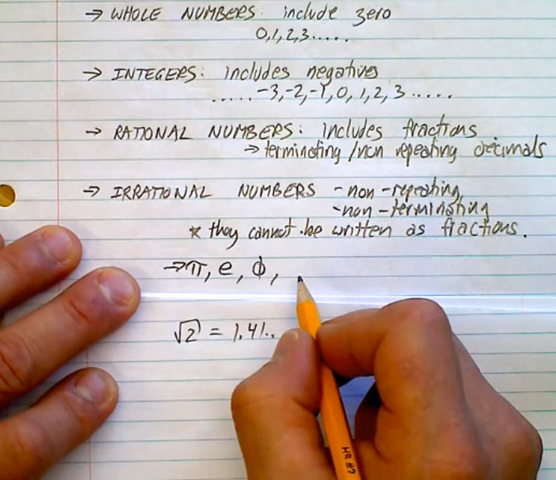 → WHOLE NUMBERS: include zero
0,1,2,3.....
→ INTEGERS: includes negatives
.....-3,-2,-1,0,1,2,3.....
→ RATIONAL NUMBERS: includes fractions
→ terminating/non repeating decimals
→ IRRATIONAL NUMBERS -non-repeating,
-non-terminating
* they cannot be written as fractions.
→π, e, ϕ,
√2 = 1.41..
HB #2